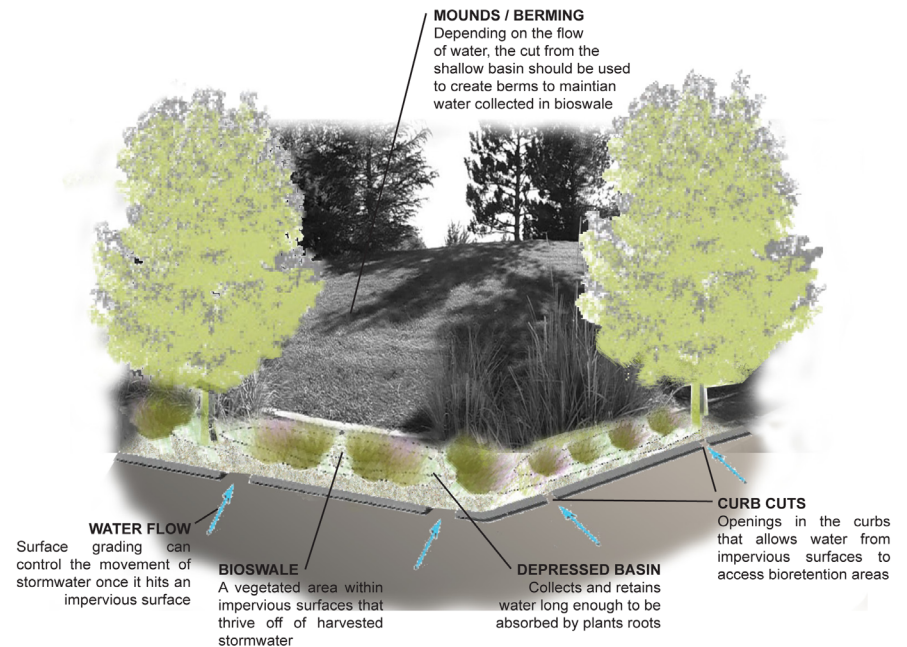 MOUNDS / BERMING
Depending on the flow
of water, the cut from the
shallow basin should be used
to create berms to maintian
water collected in bioswale
WATER FLOW
Surface grading can
control the movement of
stormwater once it hits an
impervious surface
BIOSWALE
A vegetated area within
impervious surfaces that
thrive off of harvested
stormwater
DEPRESSED BASIN
Collects and retains
water long enough to be
absorbed by plants roots
CURB CUTS
Openings in the curbs
that allows water from
impervious surfaces to
access bioretention areas